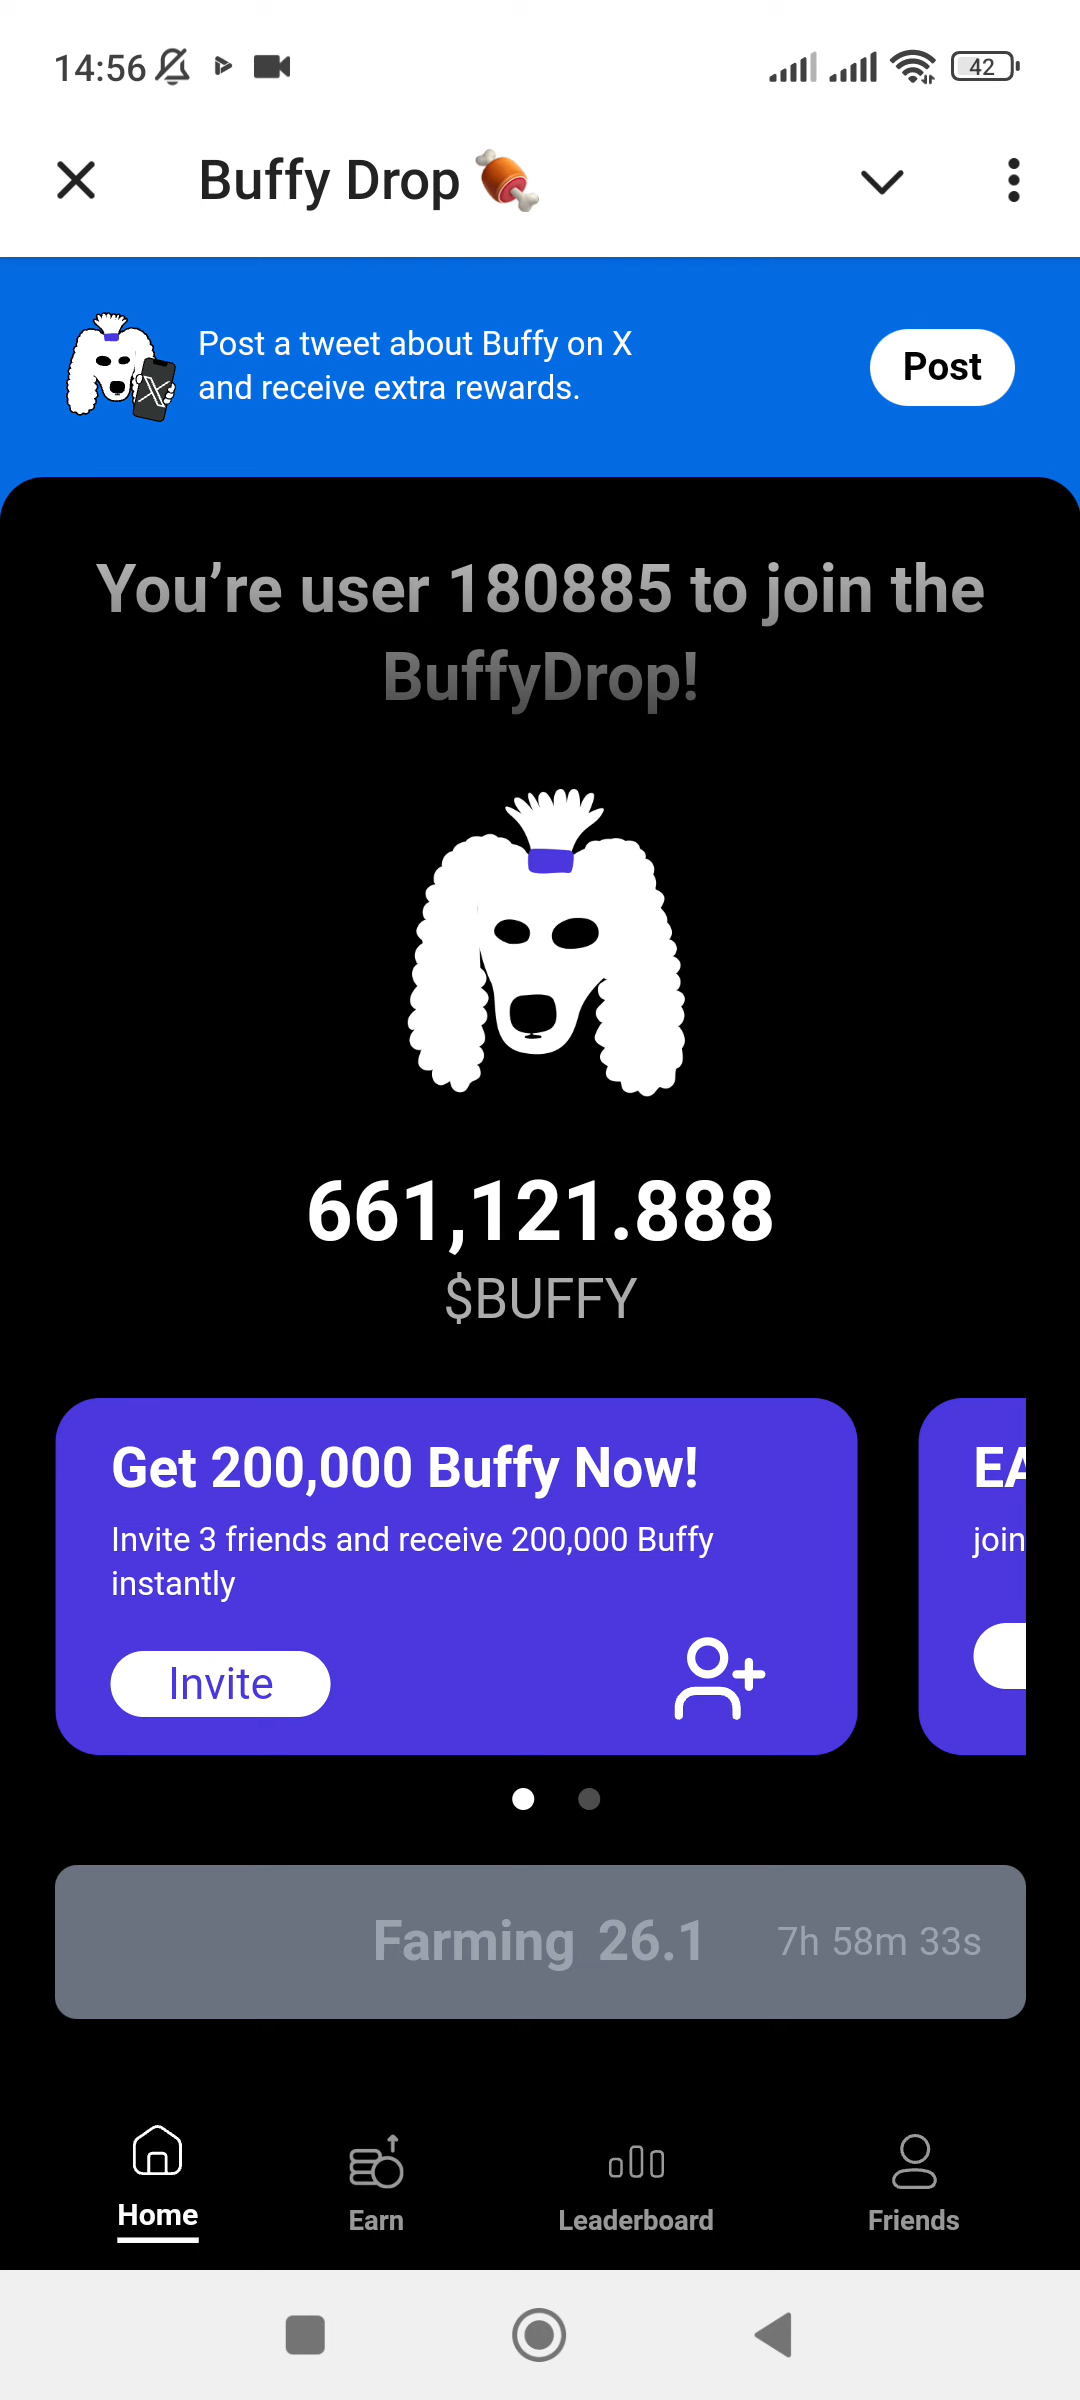 14:56
42
Buffy Drop
Post a tweet about Buffy on X
and receive extra rewards.
Post
You’re user 180885 to join the
BuffyDrop!
661,121.888
$BUFFY
Get 200,000 Buffy Now!
Invite 3 friends and receive 200,000 Buffy
instantly
Invite
EA
join
Farming 26.1
7h 58m 33s
Home
Earn
Leaderboard
Friends